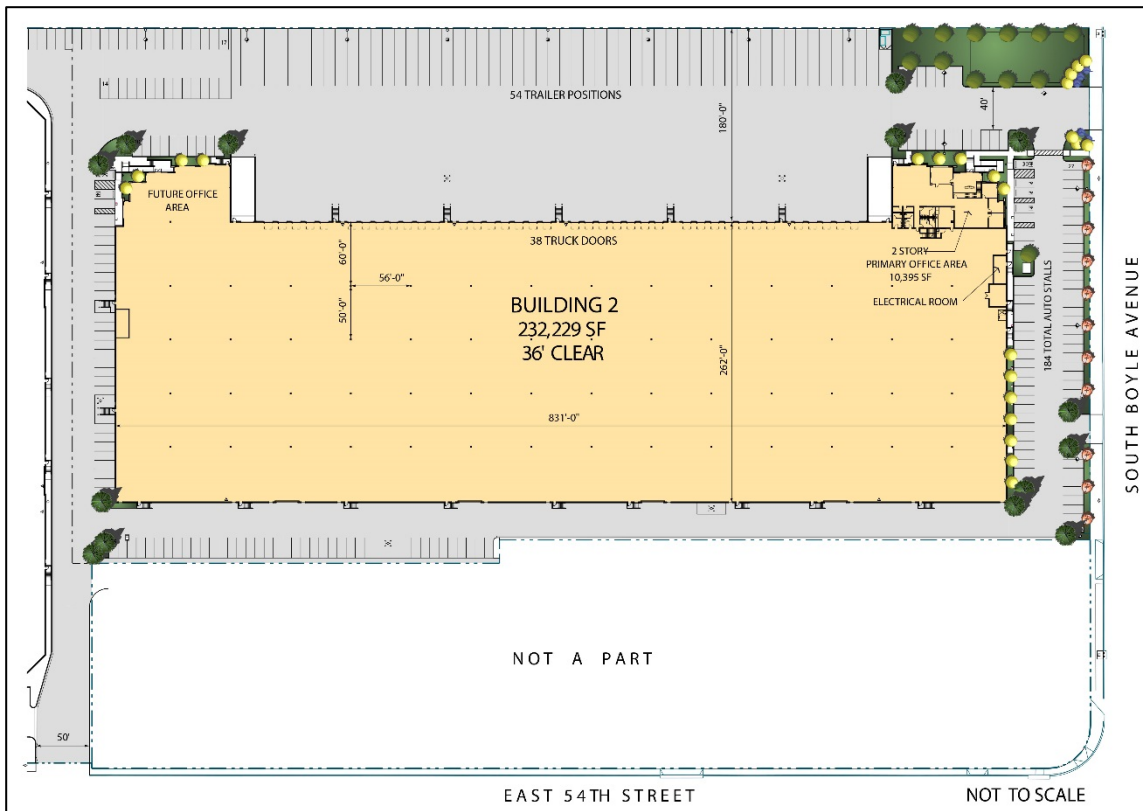 17
14
54 TRAILER POSITIONS
180'-0"
40'
FUTURE OFFICE
AREA
38 TRUCK DOORS
60'-0"
56'-0"
50'-0"
2 STORY
PRIMARY OFFICE AREA
10,395 SF
ELECTRICAL ROOM
BUILDING 2
232,229 SF
36' CLEAR
262'-0"
831'-0"
184 TOTAL AUTO STALLS
SOUTH BOYLE AVENUE
NOT A PART
50'
EAST 54TH STREET
NOT TO SCALE